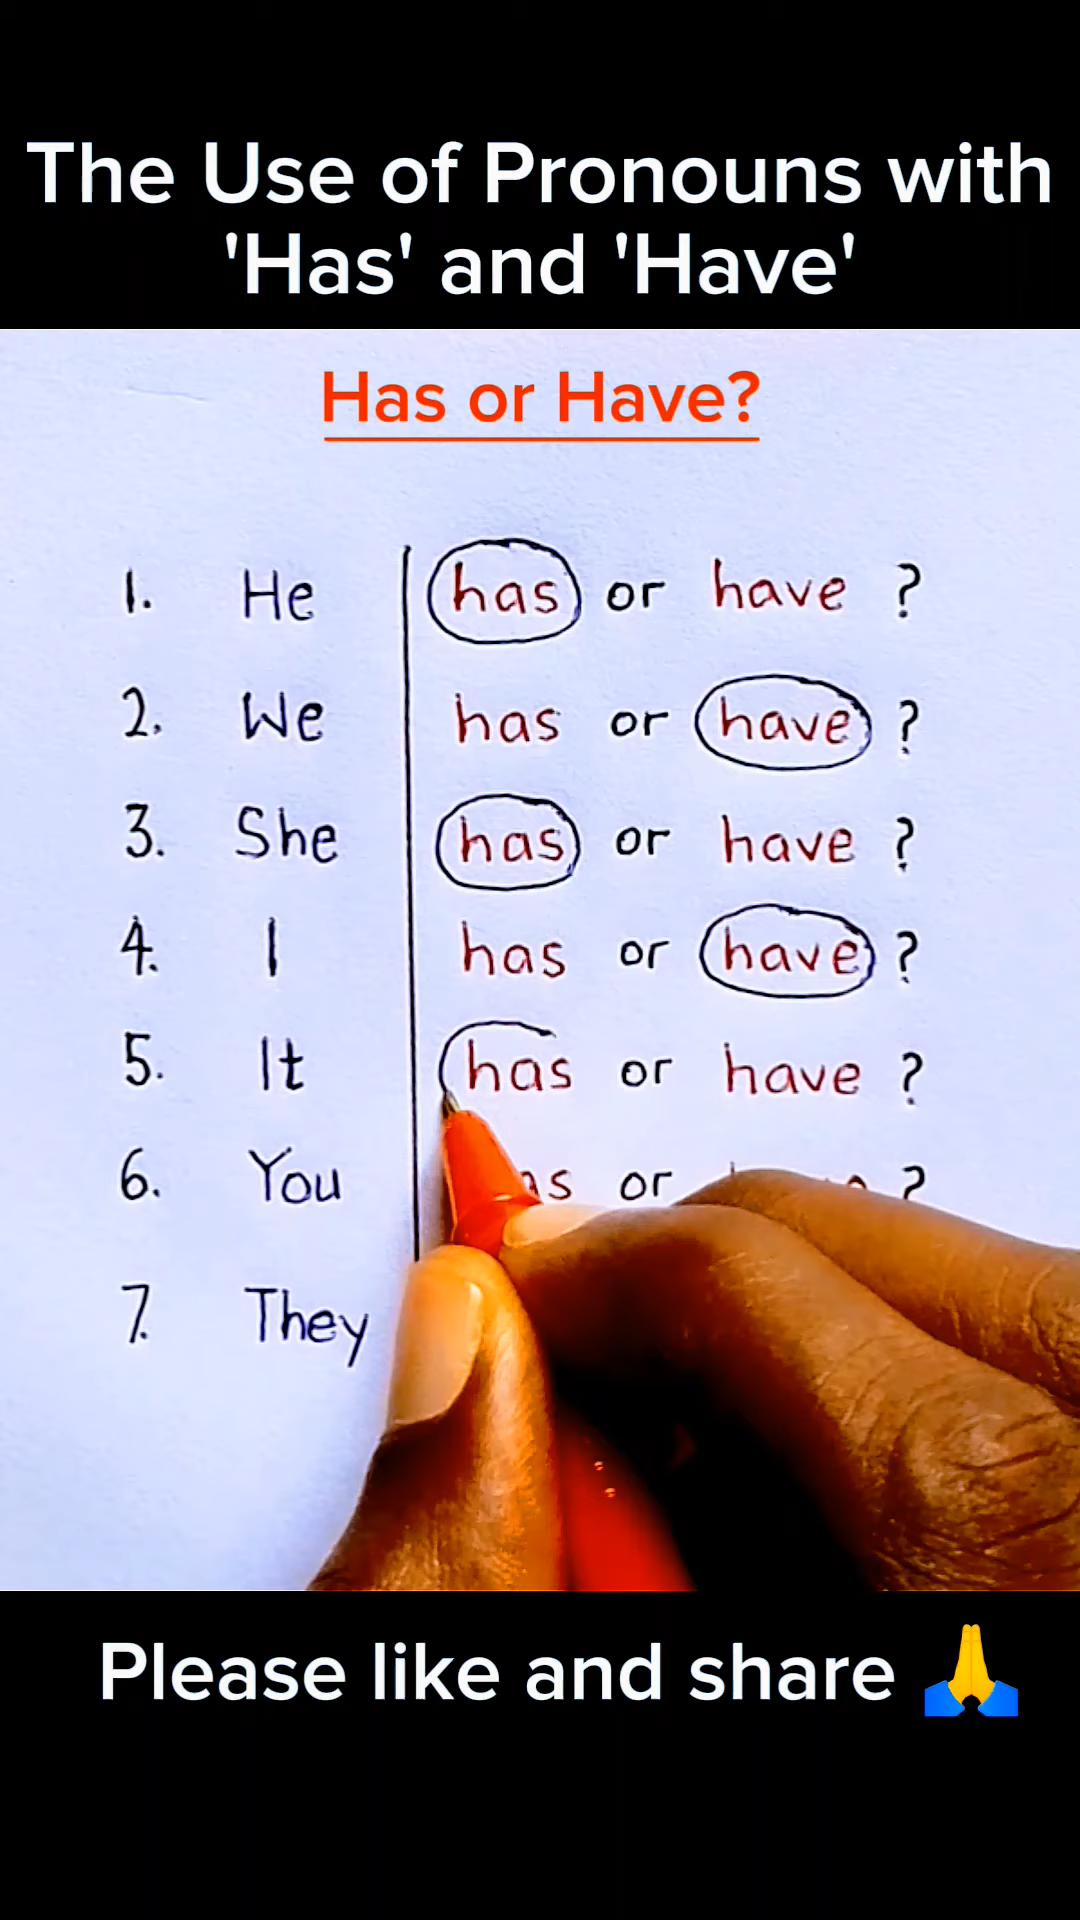 The Use of Pronouns with
'Has' and 'Have'
Has or Have?
1. He has or have ?
2. We has or have ?
3. She has or have ?
4. I has or have ?
5. It has or have ?
6. You or ?
7. They
Please like and share 🙏